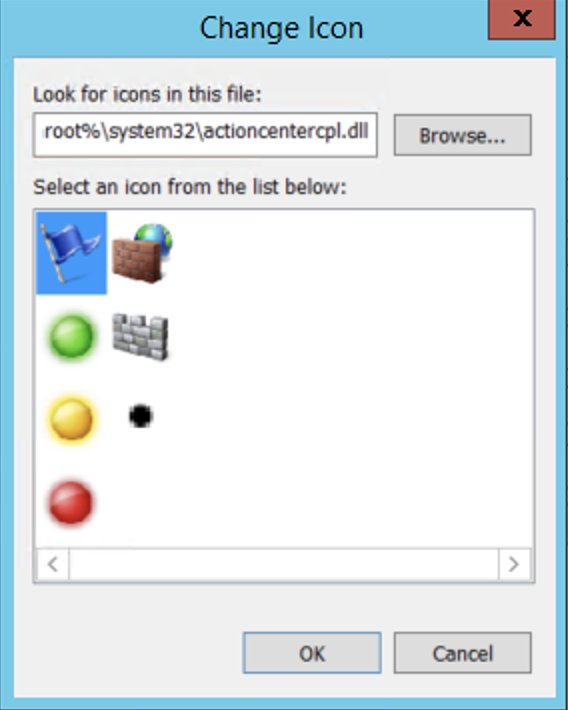 Change Icon
X
Look for icons in this file:
root%\system32\actioncentercpl.dll
Browse...
Select an icon from the list below:
OK
Cancel